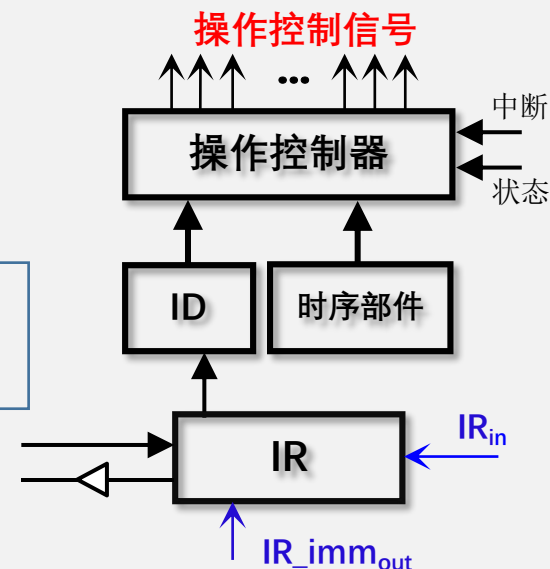 操作控制信号
...
中断
操作控制器
状态
ID
时序部件
IR
IRin
IR_immout